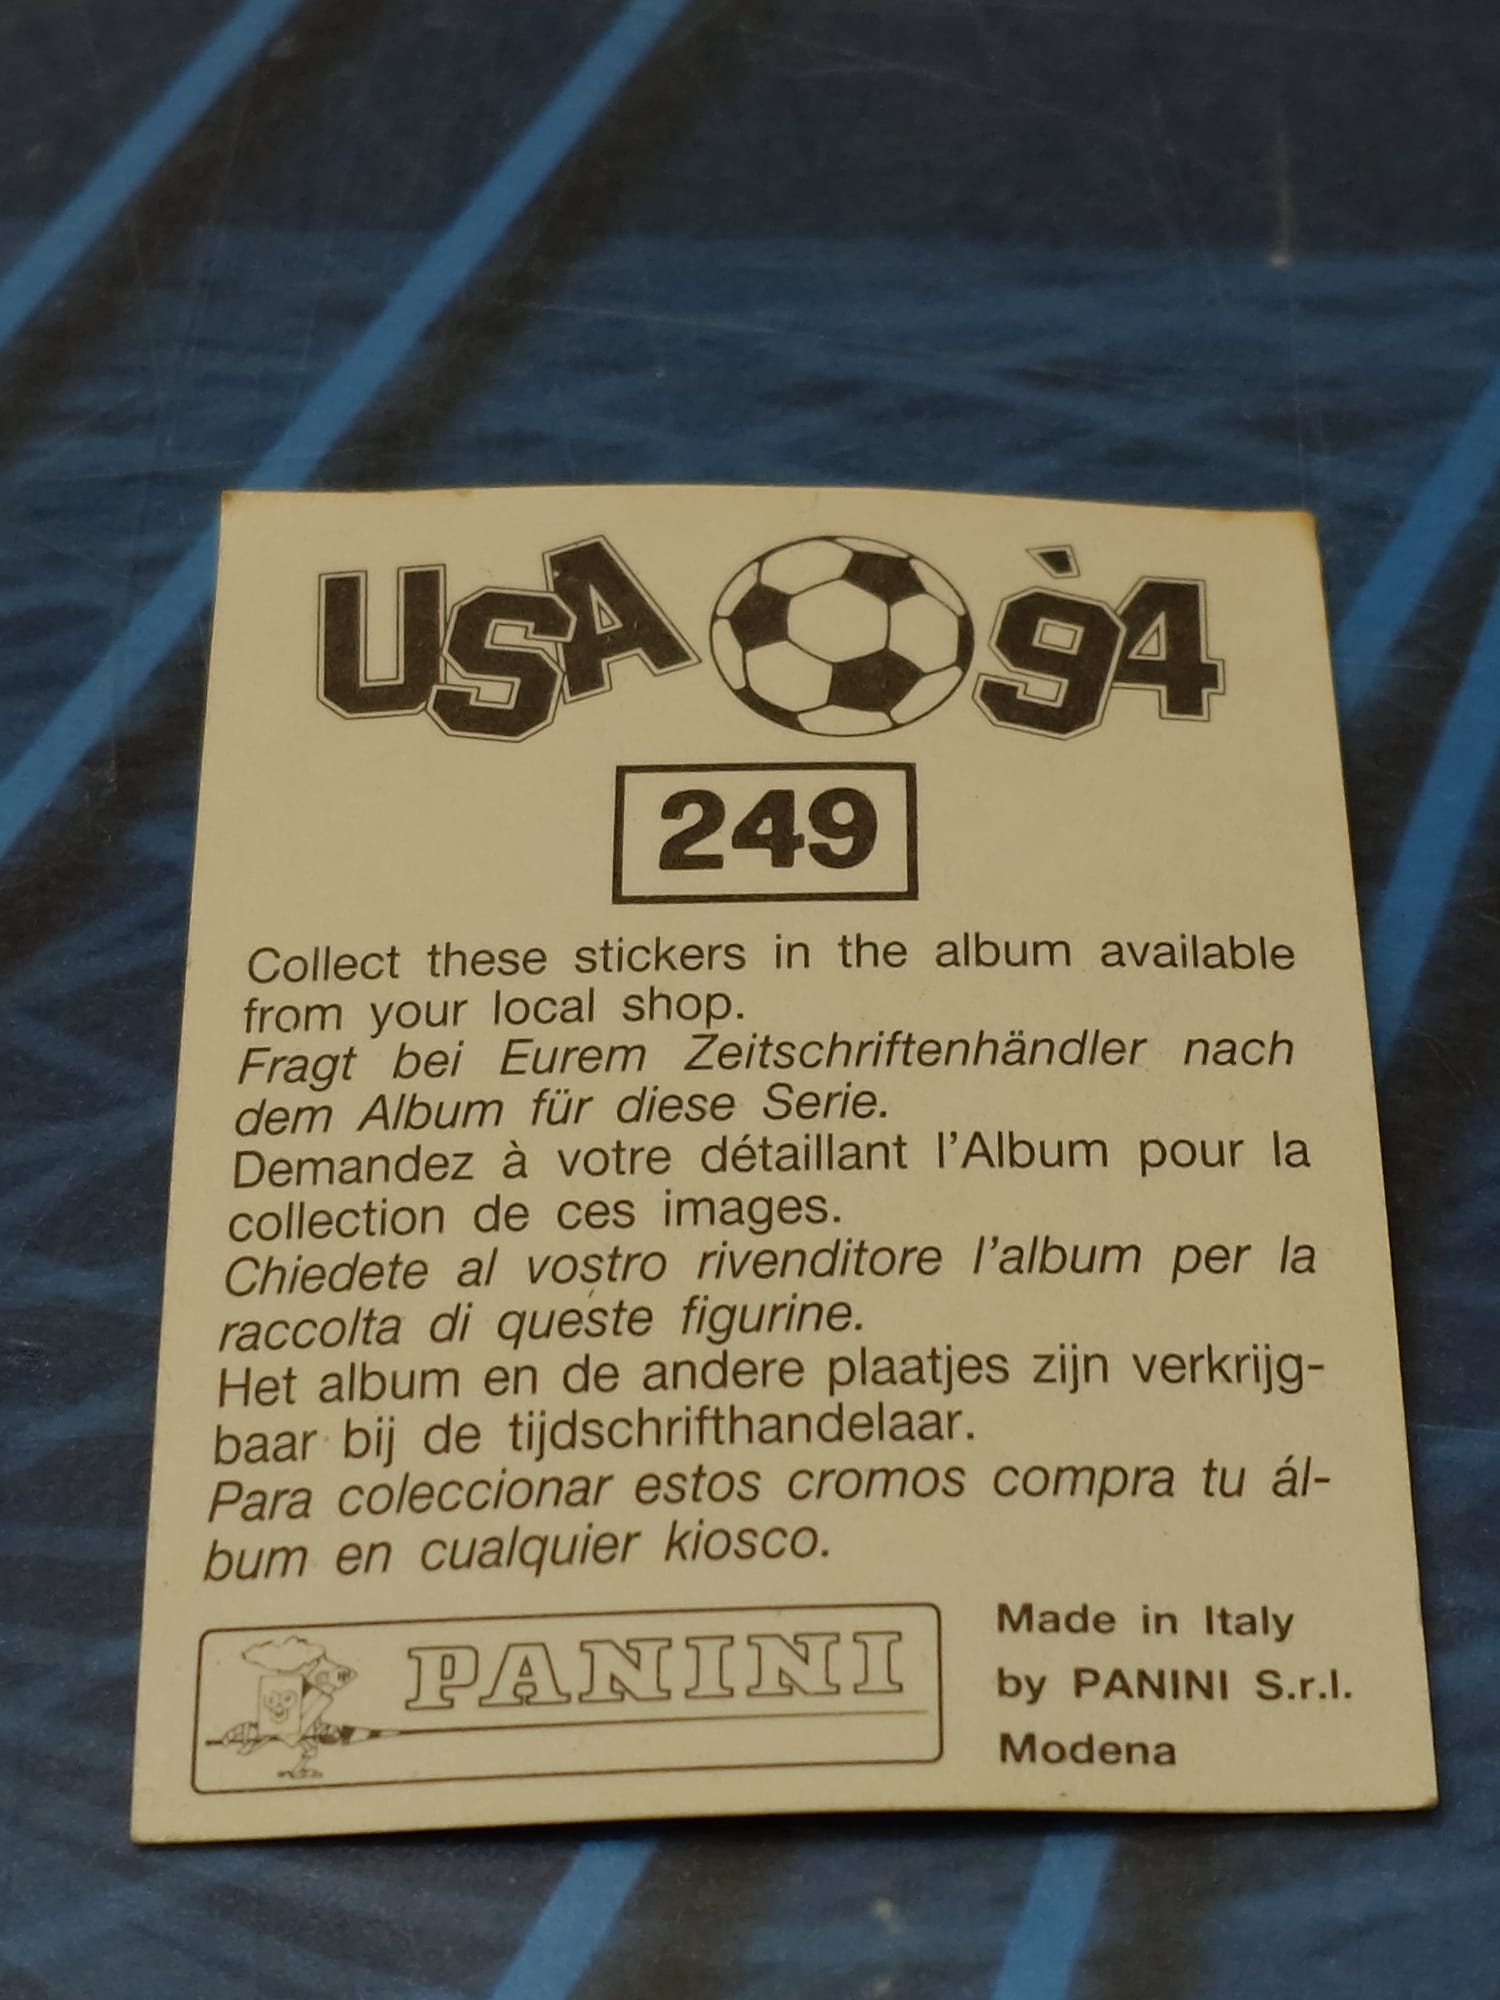 USA '94
249
Collect these stickers in the album available
from your local shop.
Fragt bei Eurem Zeitschriftenhändler nach
dem Album für diese Serie.
Demandez à votre détaillant l'Album pour la
collection de ces images.
Chiedete al vostro rivenditore l'album per la
raccolta di queste figurine.
Het album en de andere plaatjes zijn verkrijg-
baar bij de tijdschrifthandelaar.
Para coleccionar estos cromos compra tu ál-
bum en cualquier kiosco.
PANINI
Made in Italy
by PANINI S.r.l.
Modena